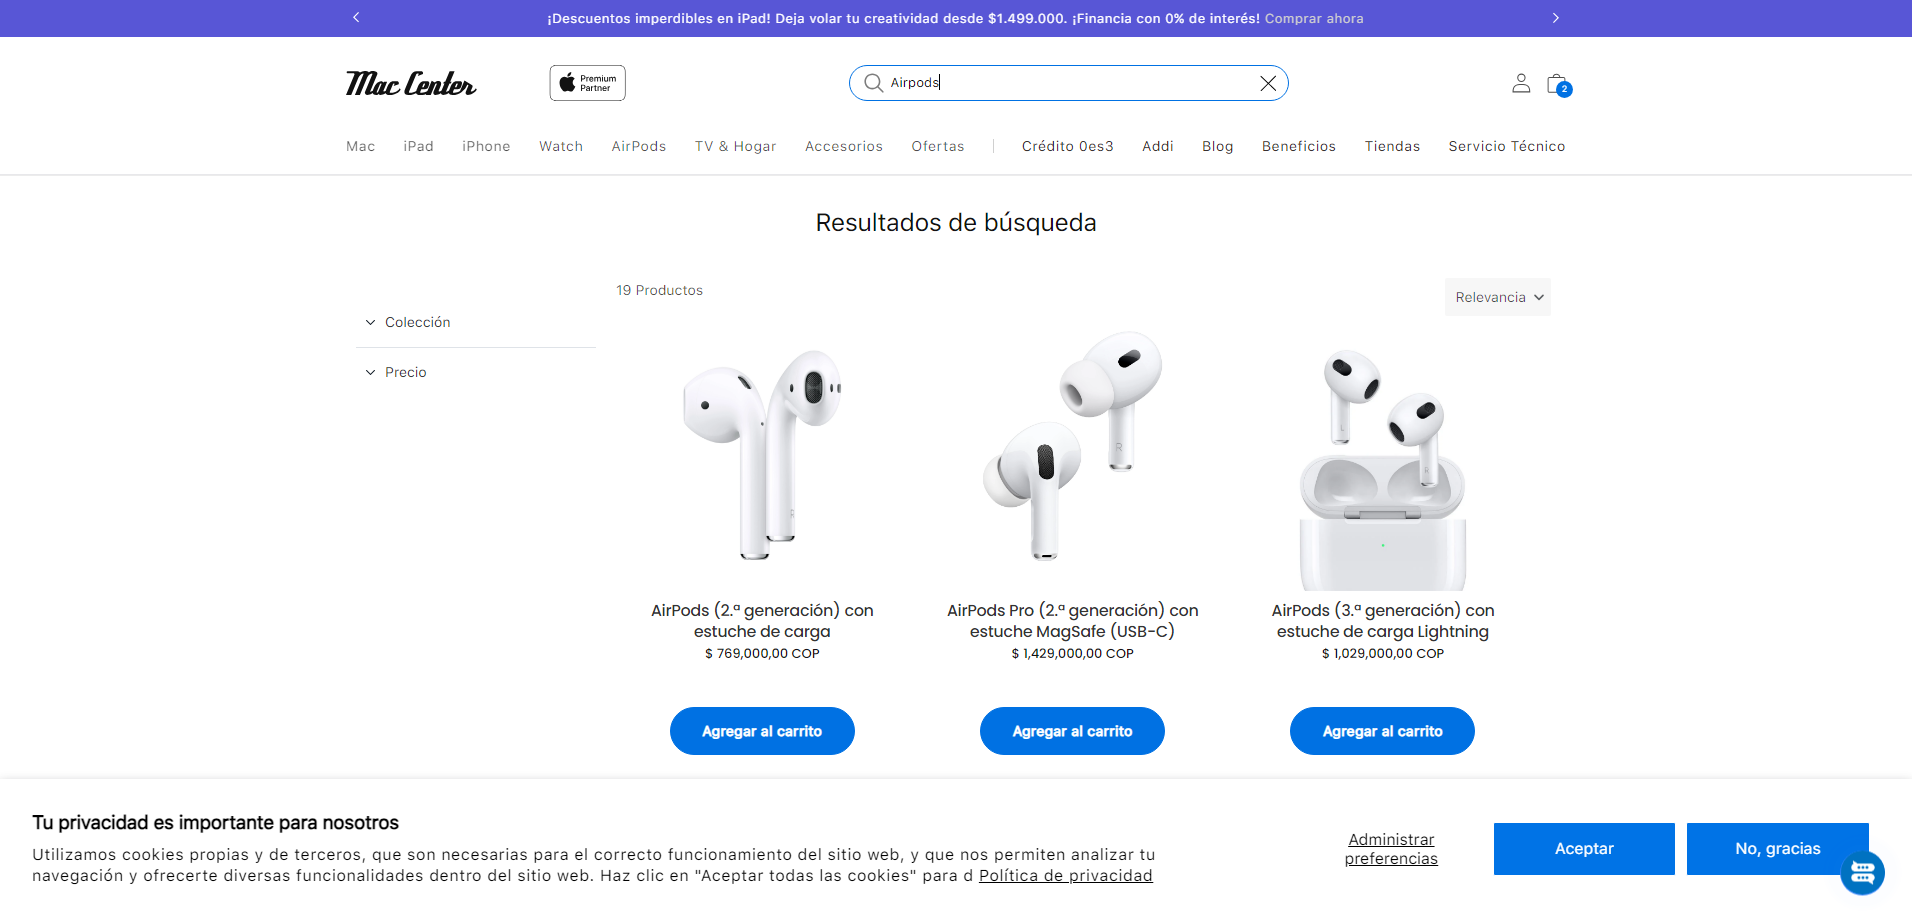 ¡Descuentos imperdibles en iPad! Deja volar tu creatividad desde $1.499.000. ¡Financia con 0% de interés! Comprar ahora
Mac Center
Premium
Partner
Airpods
2
Mac iPad iPhone Watch AirPods TV & Hogar Accesorios Ofertas Crédito 0es3 Addi Blog Beneficios Tiendas Servicio Técnico
Resultados de búsqueda
19 Productos
Relevancia
Colección
Precio
AirPods (2.ª generación) con
estuche de carga
$ 769,000,00 COP
Agregar al carrito
AirPods Pro (2.ª generación) con
estuche MagSafe (USB-C)
$ 1,429,000,00 COP
Agregar al carrito
AirPods (3.ª generación) con
estuche de carga Lightning
$ 1,029,000,00 COP
Agregar al carrito
Tu privacidad es importante para nosotros
Utilizamos cookies propias y de terceros, que son necesarias para el correcto funcionamiento del sitio web, y que nos permiten analizar tu
navegación y ofrecerte diversas funcionalidades dentro del sitio web. Haz clic en "Aceptar todas las cookies" para d Política de privacidad
Administrar
preferencias
Aceptar
No, gracias